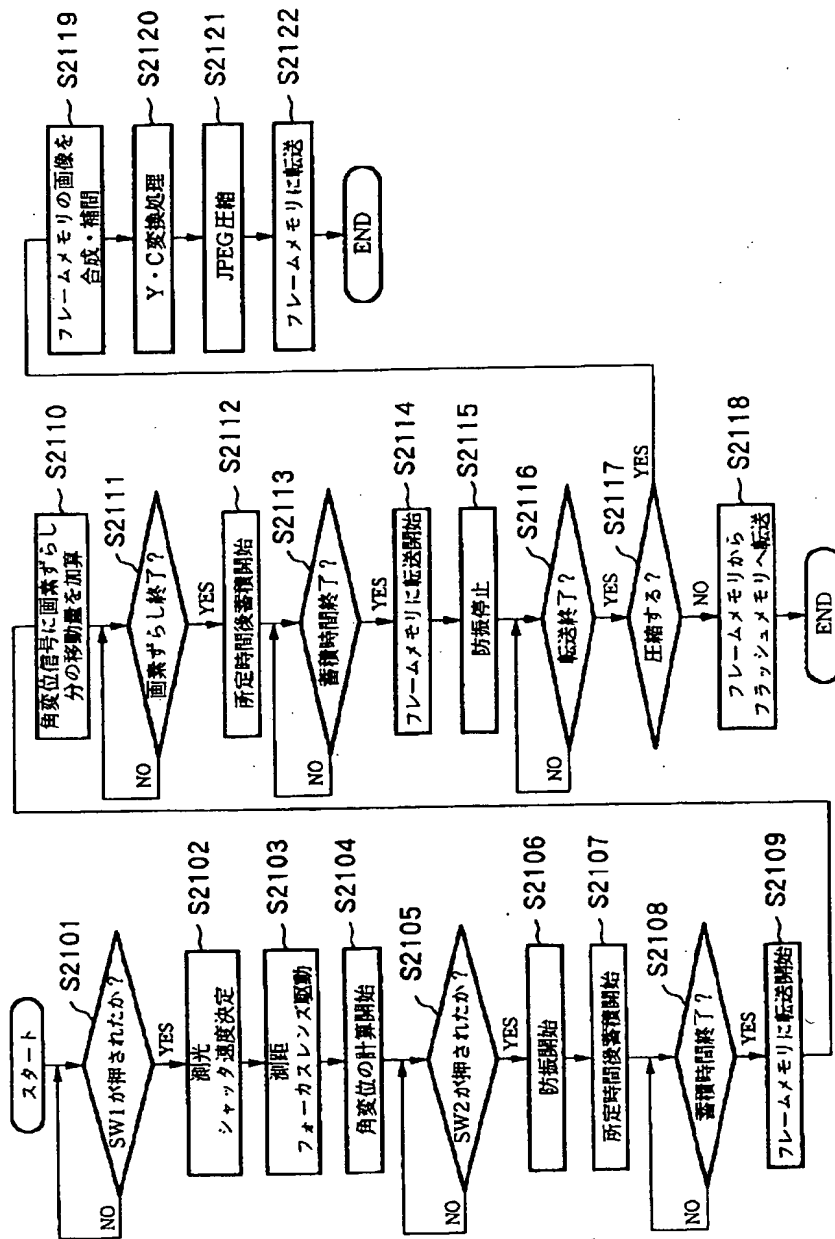 スタート
SW1が押されたか?
S2101
NO
YES
測光
シャッタ速度決定
S2102
測距
フォーカスレンズ駆動
S2103
角変位の計算開始
S2104
SW2が押されたか?
S2105
NO
YES
防振開始
S2106
所定時間後蓄積開始
S2107
蓄積時間終了?
S2108
NO
YES
フレームメモリに転送開始
S2109
角変位信号に画素ずらし
分の移動量を加算
S2110
画素ずらし終了?
S2111
NO
YES
所定時間後蓄積開始
S2112
蓄積時間終了?
S2113
NO
YES
フレームメモリに転送開始
S2114
防振停止
S2115
転送終了?
S2116
NO
YES
圧縮する?
S2117
YES
NO
フレームメモリから
フラッシュメモリへ転送
S2118
END
フレームメモリの画像を
合成・補間
S2119
Y・C変換処理
S2120
JPEG圧縮
S2121
フレームメモリに転送
S2122
END